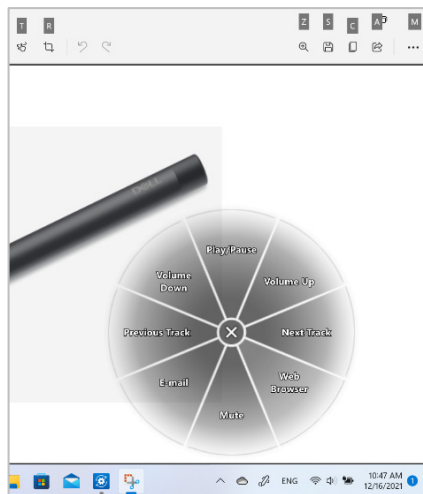 T R Z S C A M
DELL
Play/Pause
Volume
Down
Volume Up
Previous Track
Next Track
E-mail
Web
Browser
Mute
ENG
10:47 AM
12/16/2021
1